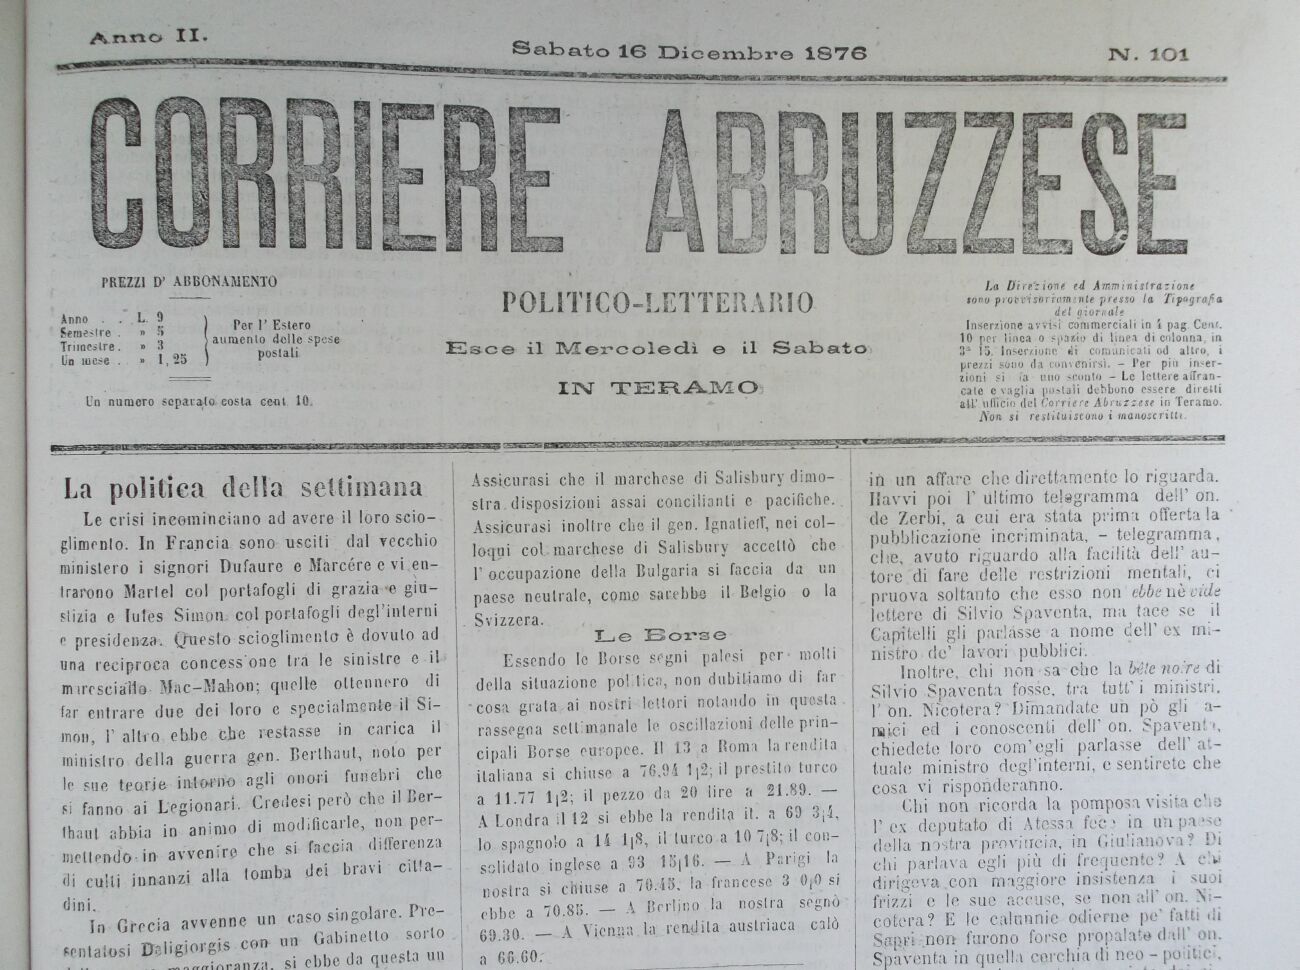 Anno II.
Sabato 16 Dicembre 1876
N. 101
CORRIERE ABRUZZESE
PREZZI D' ABBONAMENTO
Anno . . L. 9
Semestre . » 5
Trimestre . » 3
Un mese . . » 1, 25
Per l' Estero
aumento delle spese
postali
Un numero separato costa cent 10.
POLITICO-LETTERARIO
Esce il Mercoledì e il Sabato
IN TERAMO
La Direzione ed Amministrazione
sono provvisoriamente presso la Tipografia
del giornale
Inserzione avvisi commerciali in 4 pag. Cent.
10 per linea o spazio di linea di colonna, in
3ª 15. Inserzione di comunicati od altro, i
prezzi sono da convenirsi. - Per più inser-
zioni si fa uno sconto - Le lettere affran-
cate e vaglia postali debbono essere diretti
all' ufficio del Corriere Abruzzese in Teramo.
Non si restituiscono i manoscritti.
La politica della settimana
Le crisi incominciano ad avere il loro scio-
glimento. In Francia sono usciti dal vecchio
ministero i signori Dufaure e Marcére e vi en-
trarono Martel col portafogli di grazia e giu-
stizia e Iules Simon col portafogli degl'interni
e presidenza. Questo scioglimento è dovuto ad
una reciproca concessione tra le sinistre e il
maresciallo Mac-Mahon; quelle ottennero di
far entrare due dei loro e specialmente il Si-
mon, l' altro ebbe che restasse in carica il
ministro della guerra gen. Berthaut, noto per
le sue teorie intorno agli onori funebri che
si fanno ai Legionari. Credesi però che il Ber-
thaut abbia in animo di modificarle, non per-
mettendo in avvenire che si faccia differenza
di culti innanzi alla tomba dei bravi citta-
dini.
In Grecia avvenne un caso singolare. Pre-
sentatosi Deligiorgis con un Gabinetto sorto
maggioranza, si ebbe da questa un
Assicurasi che il marchese di Salisbury dimo-
stra disposizioni assai concilianti e pacifiche.
Assicurasi inoltre che il gen. Ignatieff, nei col-
loqui col marchese di Salisbury accettò che
l' occupazione della Bulgaria si faccia da un
paese neutrale, come sarebbe il Belgio o la
Svizzera.
Le Borse
Essendo le Borse segni palesi per molti
della situazione politica, non dubitiamo di far
cosa grata ai nostri lettori notando in questa
rassegna settimanale le oscillazioni delle prin-
cipali Borse europee. Il 13 a Roma la rendita
italiana si chiuse a 76.94 1|2; il prestito turco
a 11.77 1|2; il pezzo da 20 lire a 21.89. —
A Londra il 12 si ebbe la rendita it. a 69 3|4,
lo spagnolo a 14 1|8, il turco a 10 7|8; il con-
solidato inglese a 93 15|16. — A Parigi la
nostra si chiuse a 70.45. la francese 3 0|0 si
ebbe a 70.85. — A Berlino la nostra segnò
69.30. — A Vienna la rendita austriaca calò
a 66.60.
in un affare che direttamente lo riguarda.
Havvi poi l' ultimo telegramma dell' on.
de Zerbi, a cui era stata prima offerta la
pubblicazione incriminata, - telegramma,
che, avuto riguardo alla facilità dell' au-
tore di fare delle restrizioni mentali, ci
pruova soltanto che esso non ebbe nè vide
lettere di Silvio Spaventa, ma tace se il
Capitelli gli parlasse a nome dell' ex mi-
nistro de' lavori pubblici.
Inoltre, chi non sa che la bête noire di
Silvio Spaventa fosse, tra tutt' i ministri,
l' on. Nicotera? Dimandate un pò gli a-
mici ed i conoscenti dell' on. Spaventa,
chiedete loro com'egli parlasse dell' at-
tuale ministro degl'interni, e sentirete che
cosa vi risponderanno.
Chi non ricorda la pomposa visita che
l' ex deputato di Atessa fece in un paese
della nostra provincia, in Giulianova? Di
chi parlava egli più di frequente? A chi
dirigeva con maggiore insistenza i suoi
frizzi e le sue accuse, se non all' on. Ni-
cotera? E le calunnie odierne pe' fatti di
Sapri non furono forse propalate dall' on.
Spaventa in quella cerchia di neo - politici,